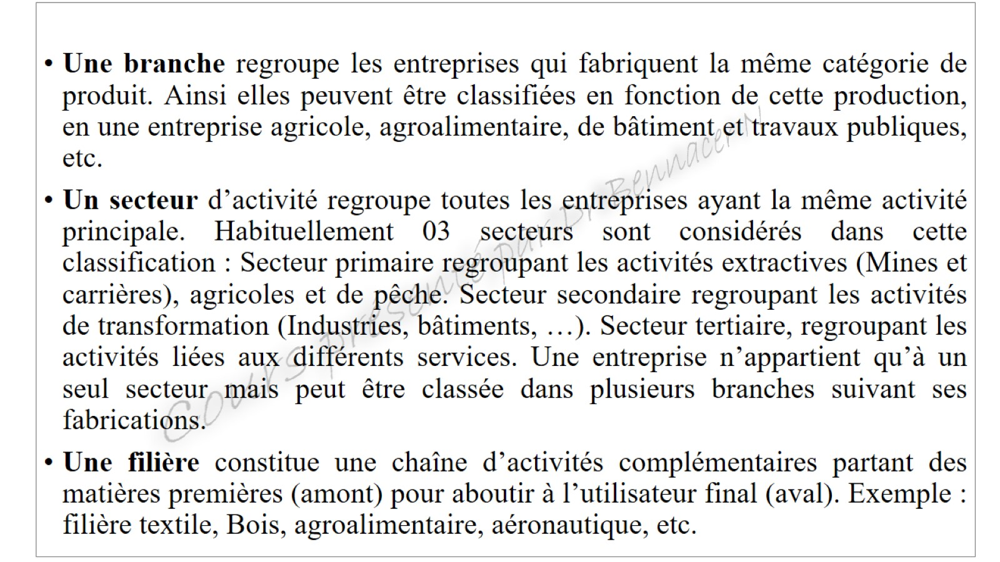 • Une branche regroupe les entreprises qui fabriquent la même catégorie de
produit. Ainsi elles peuvent être classifiées en fonction de cette production,
en une entreprise agricole, agroalimentaire, de bâtiment et travaux publiques,
etc.
• Un secteur d’activité regroupe toutes les entreprises ayant la même activité
principale. Habituellement 03 secteurs sont considérés dans cette
classification : Secteur primaire regroupant les activités extractives (Mines et
carrières), agricoles et de pêche. Secteur secondaire regroupant les activités
de transformation (Industries, bâtiments, …). Secteur tertiaire, regroupant les
activités liées aux différents services. Une entreprise n’appartient qu’à un
seul secteur mais peut être classée dans plusieurs branches suivant ses
fabrications.
• Une filière constitue une chaîne d’activités complémentaires partant des
matières premières (amont) pour aboutir à l’utilisateur final (aval). Exemple :
filière textile, Bois, agroalimentaire, aéronautique, etc.
Cours présenté par Dr Bennacer N